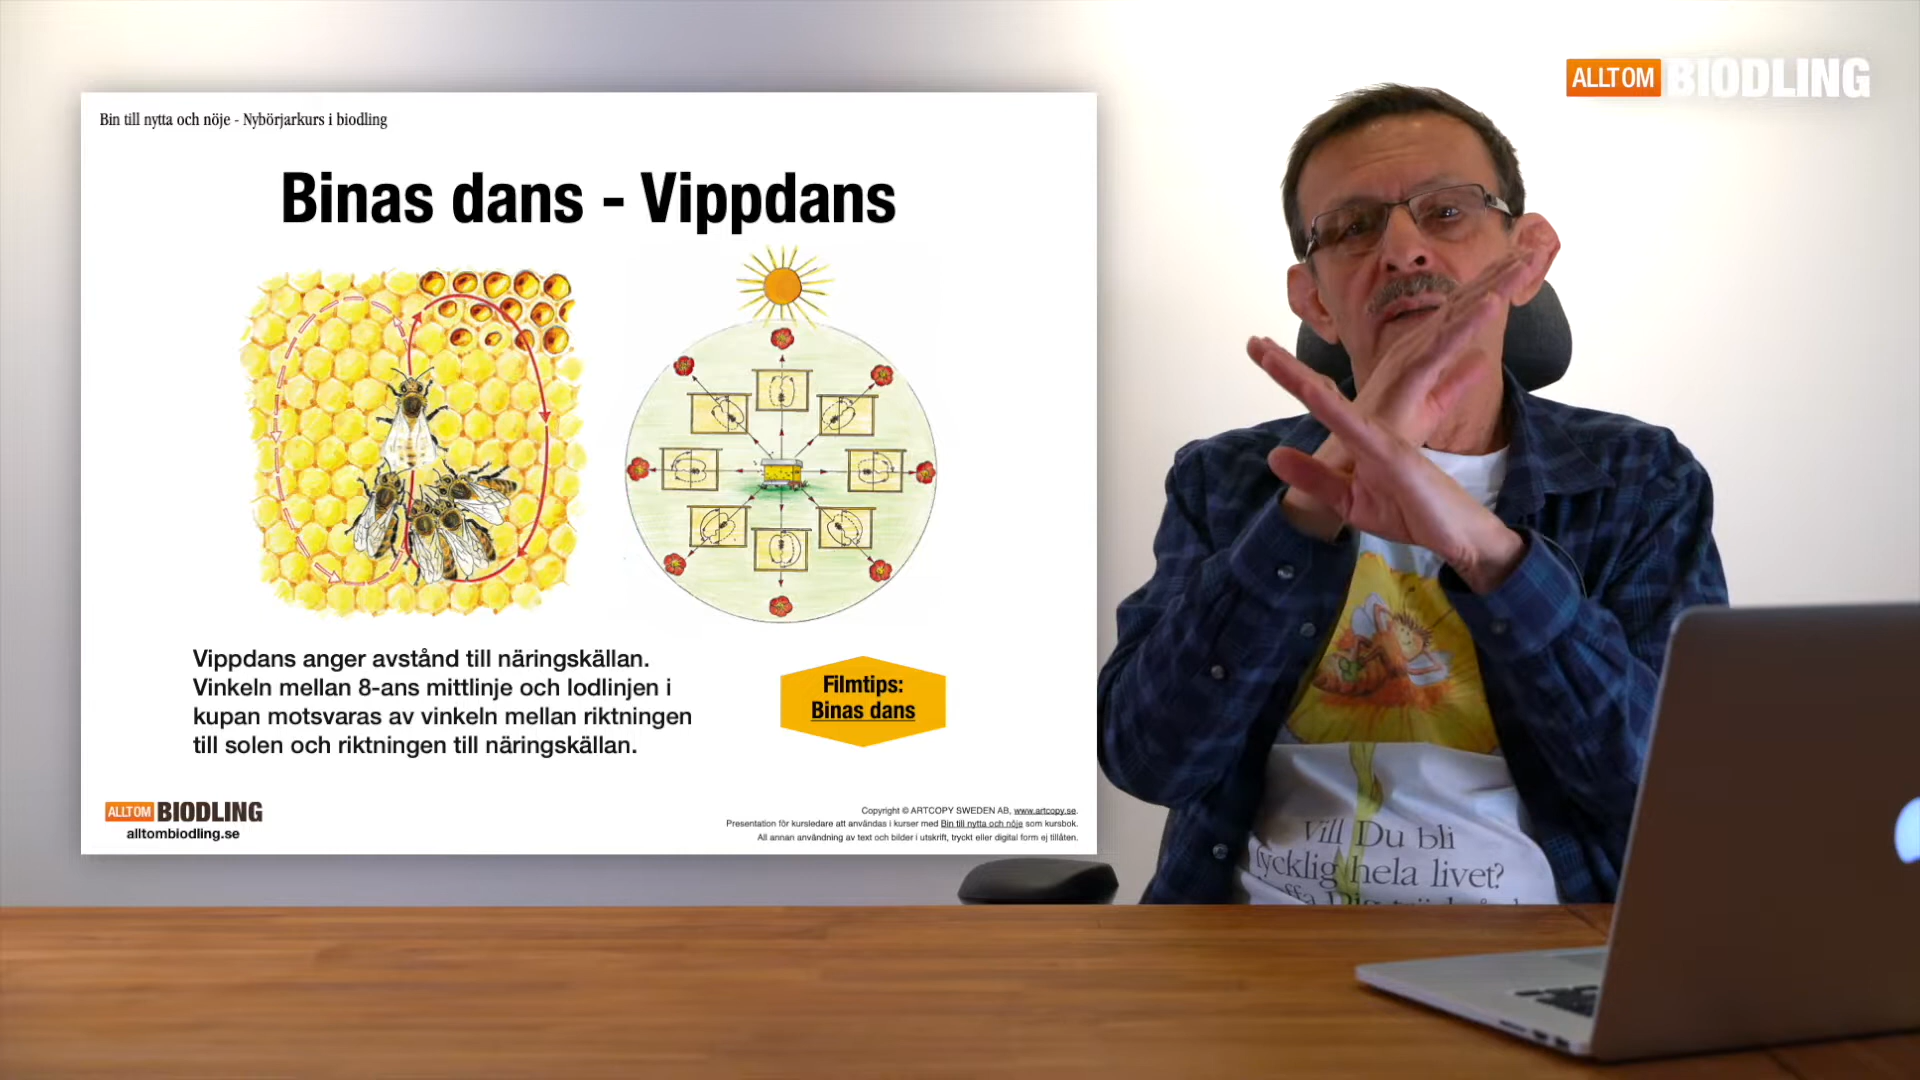 ALLTOM BIODLING
Bin till nytta och nöje - Nybörjarkurs i biodling
Binas dans - Vippdans
Vippdans anger avstånd till näringskällan.
Vinkeln mellan 8-ans mittlinje och lodlinjen i
kupan motsvaras av vinkeln mellan riktningen
till solen och riktningen till näringskällan.
Filmtips:
Binas dans
ALLTOM BIODLING
alltombiodling.se
Copyright © ARTCOPY SWEDEN AB, www.artcopy.se.
Presentation för kursledare att användas i kurser med Bin till nytta och nöje som kursbok.
All annan användning av text och bilder i utskrift, tryckt eller digital form ej tillåten.
Vill Du bli
lycklig hela livet?